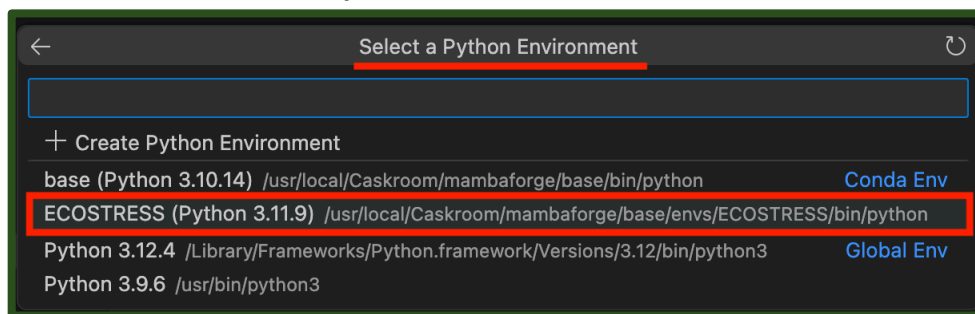 Select a Python Environment
+ Create Python Environment
base (Python 3.10.14) /usr/local/Caskroom/mambaforge/base/bin/python Conda Env
ECOSTRESS (Python 3.11.9) /usr/local/Caskroom/mambaforge/base/envs/ECOSTRESS/bin/python
Python 3.12.4 /Library/Frameworks/Python.framework/Versions/3.12/bin/python3 Global Env
Python 3.9.6 /usr/bin/python3